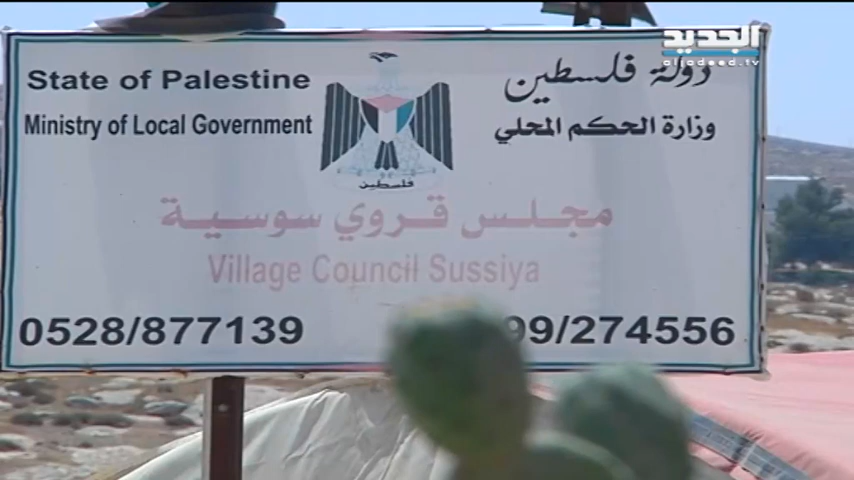 الجديد
aljadeed.tv
State of Palestine
دولة فلسطين
Ministry of Local Government
وزارة الحكم المحلي
فلسطين
مجلس قروي سوسية
Village Council Sussiya
0528/877139
99/274556